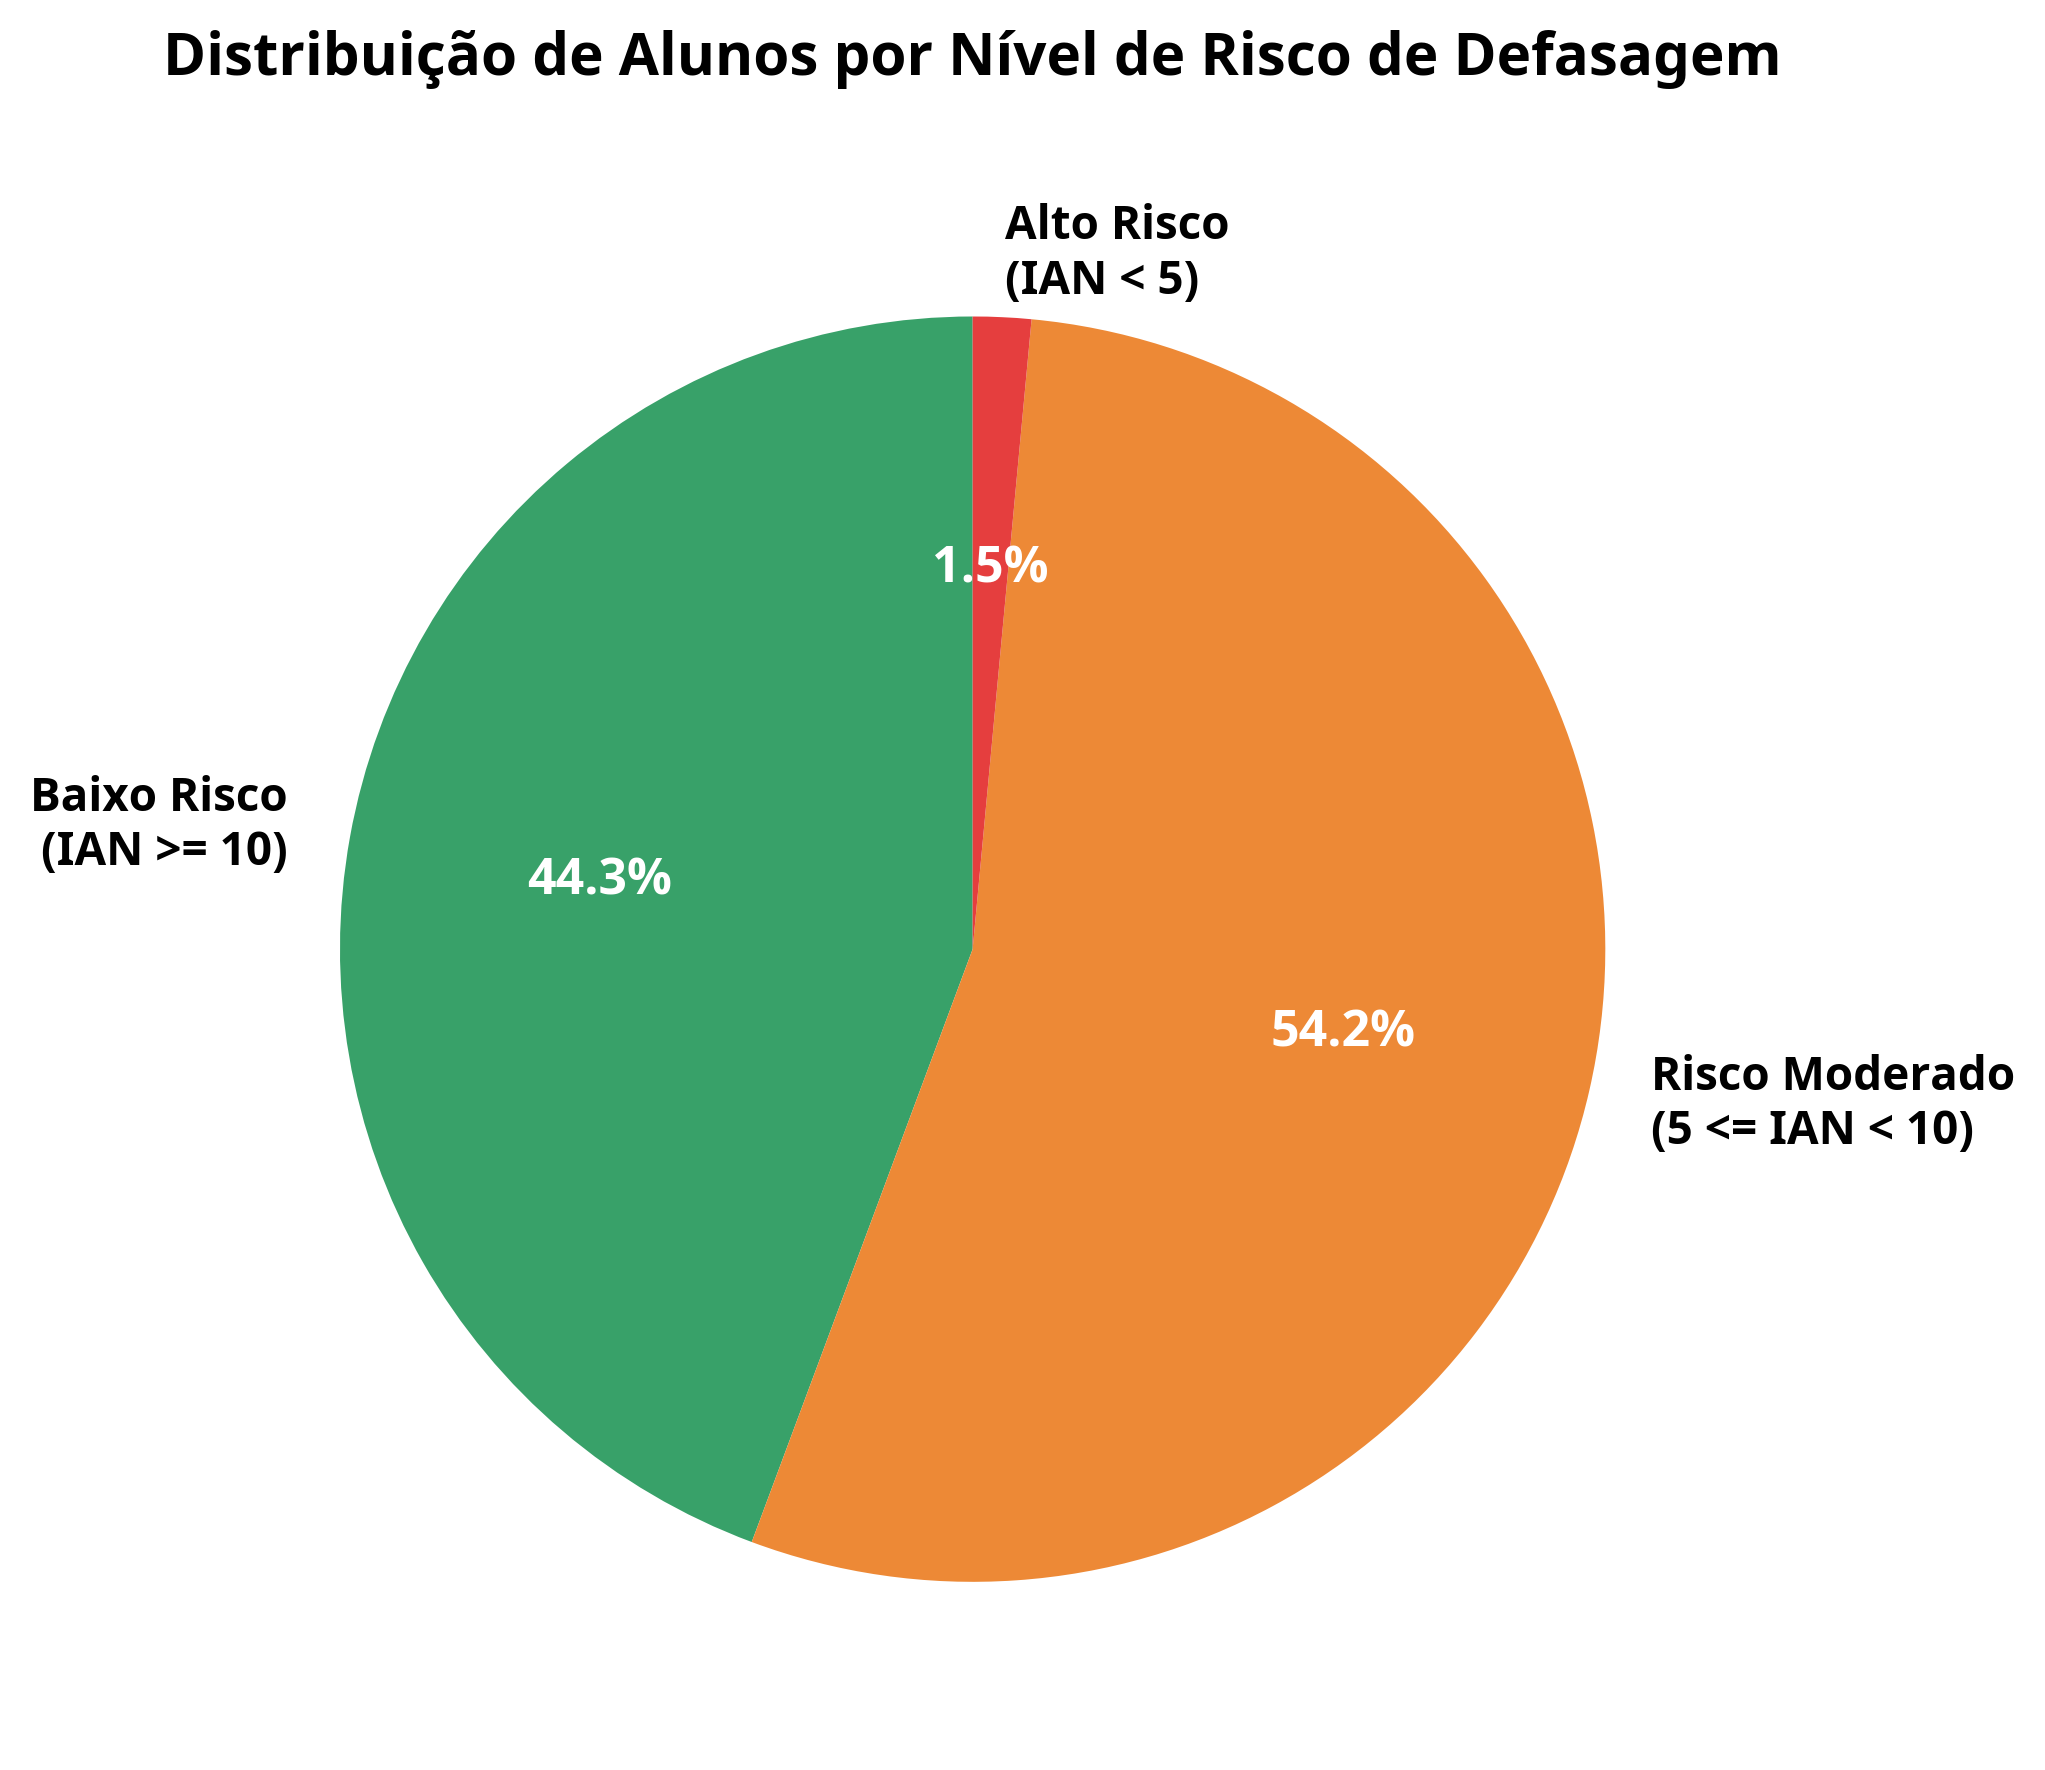 Distribuição de Alunos por Nível de Risco de Defasagem
Alto Risco
(IAN < 5)
1.5%
Baixo Risco
(IAN >= 10)
44.3%
54.2%
Risco Moderado
(5 <= IAN < 10)